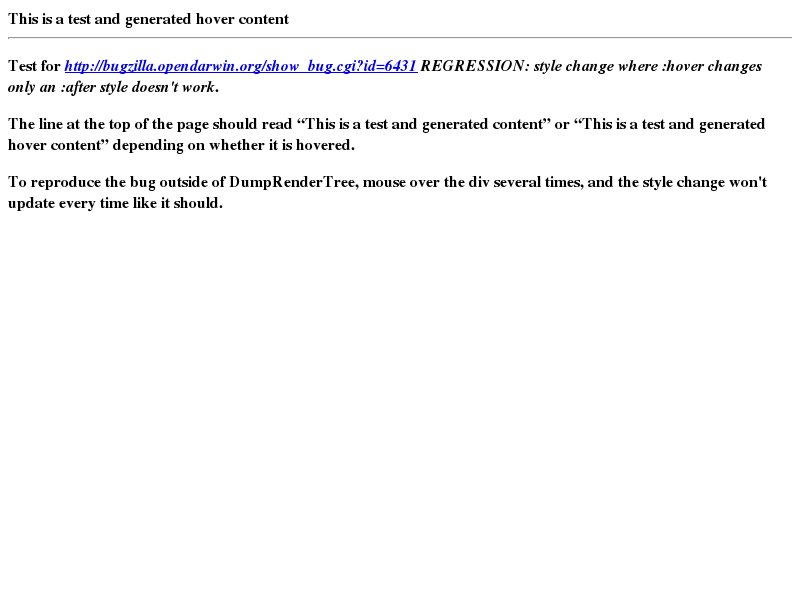 This is a test and generated hover content
Test for http://bugzilla.opendarwin.org/show_bug.cgi?id=6431 REGRESSION: style change where :hover changes
only an :after style doesn't work.
The line at the top of the page should read “This is a test and generated content” or “This is a test and generated
hover content” depending on whether it is hovered.
To reproduce the bug outside of DumpRenderTree, mouse over the div several times, and the style change won't
update every time like it should.